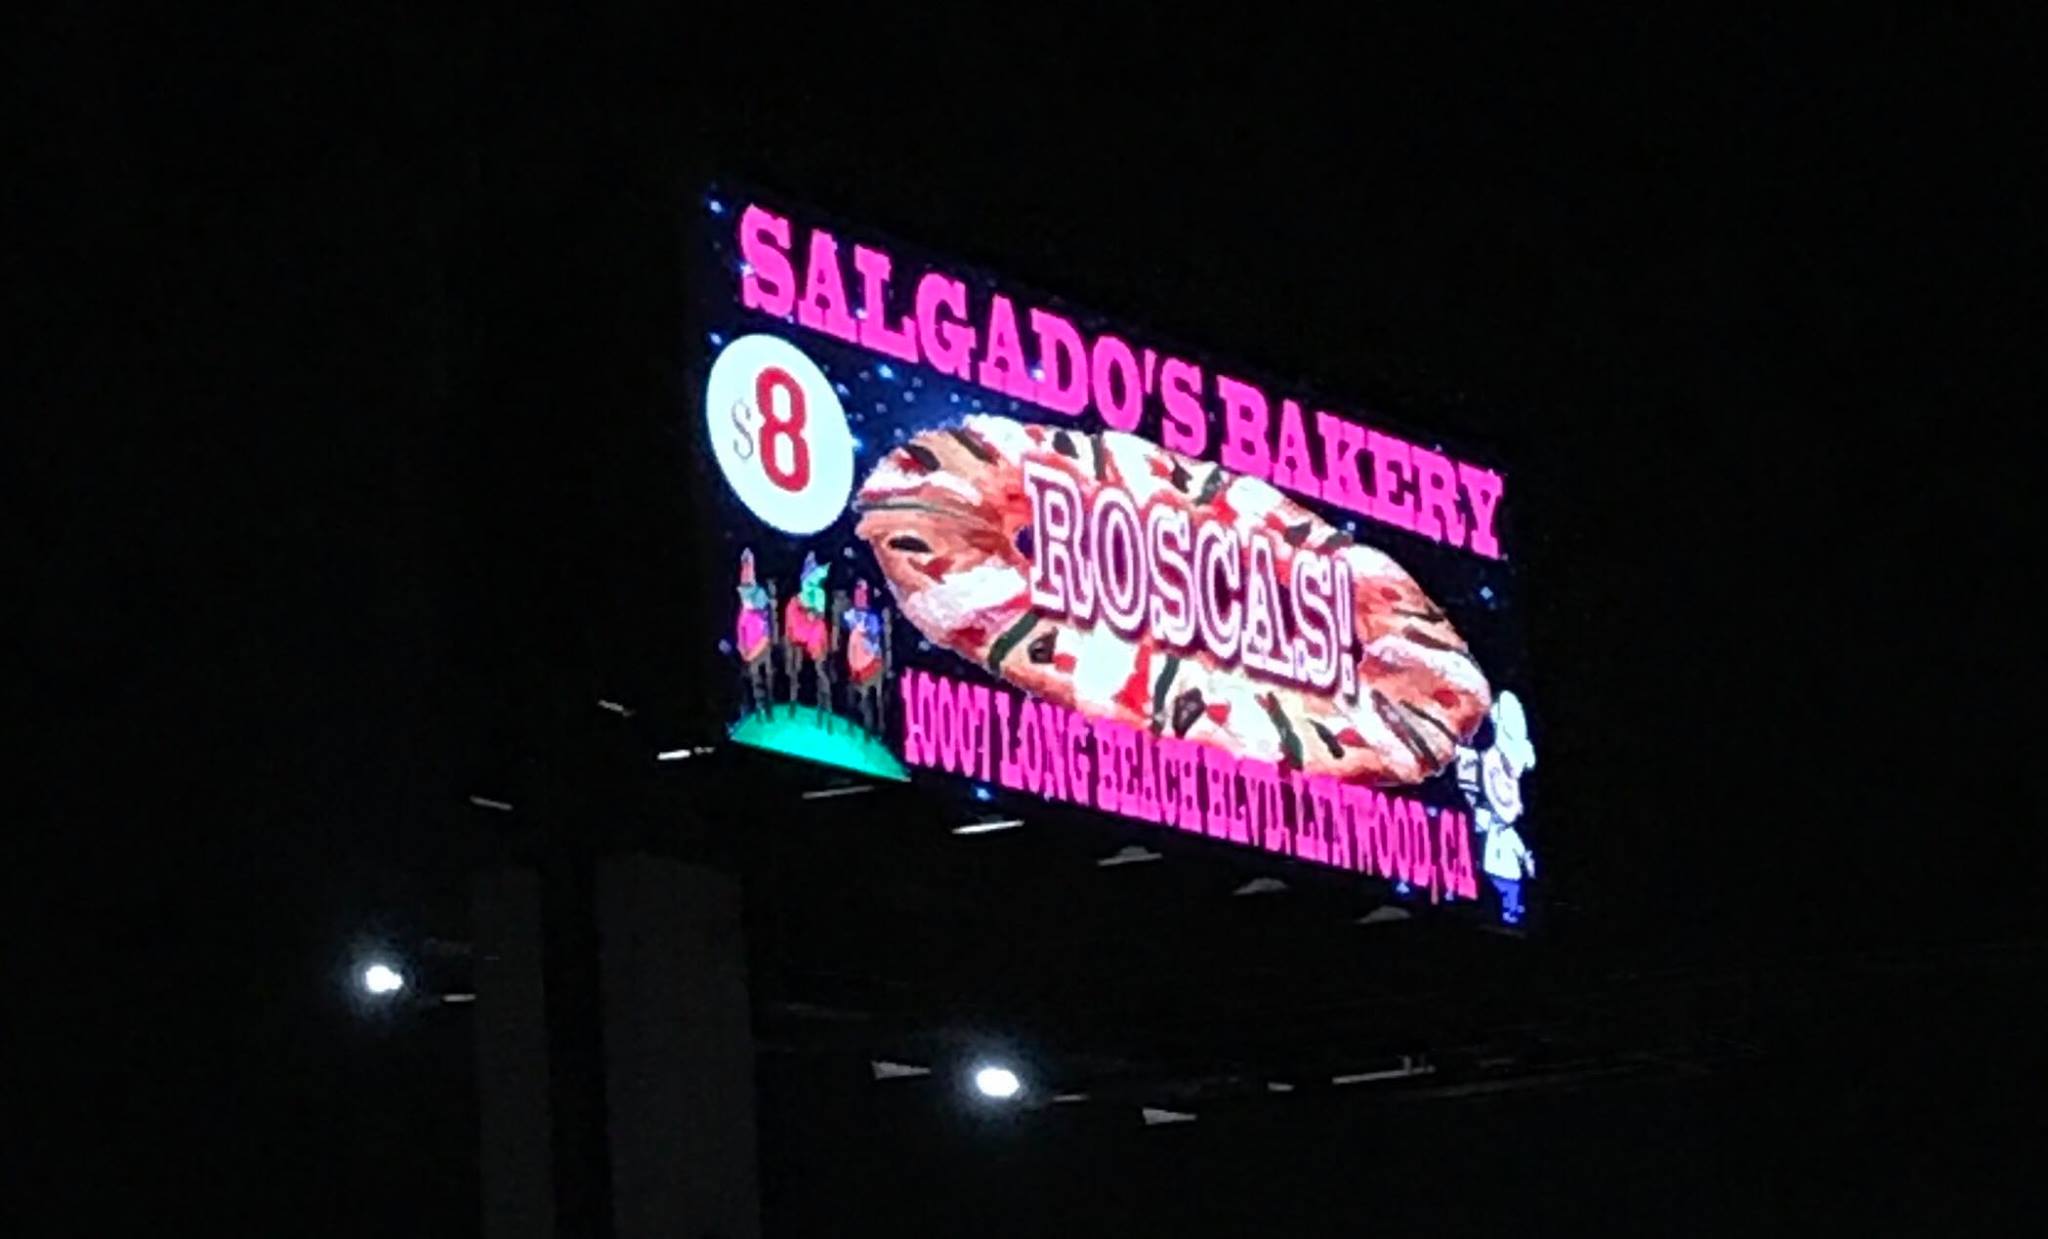 SALGADO'S BAKERY
$8
ROSCAS!
10007 LONG BEACH BLVD, LYNWOOD, CA